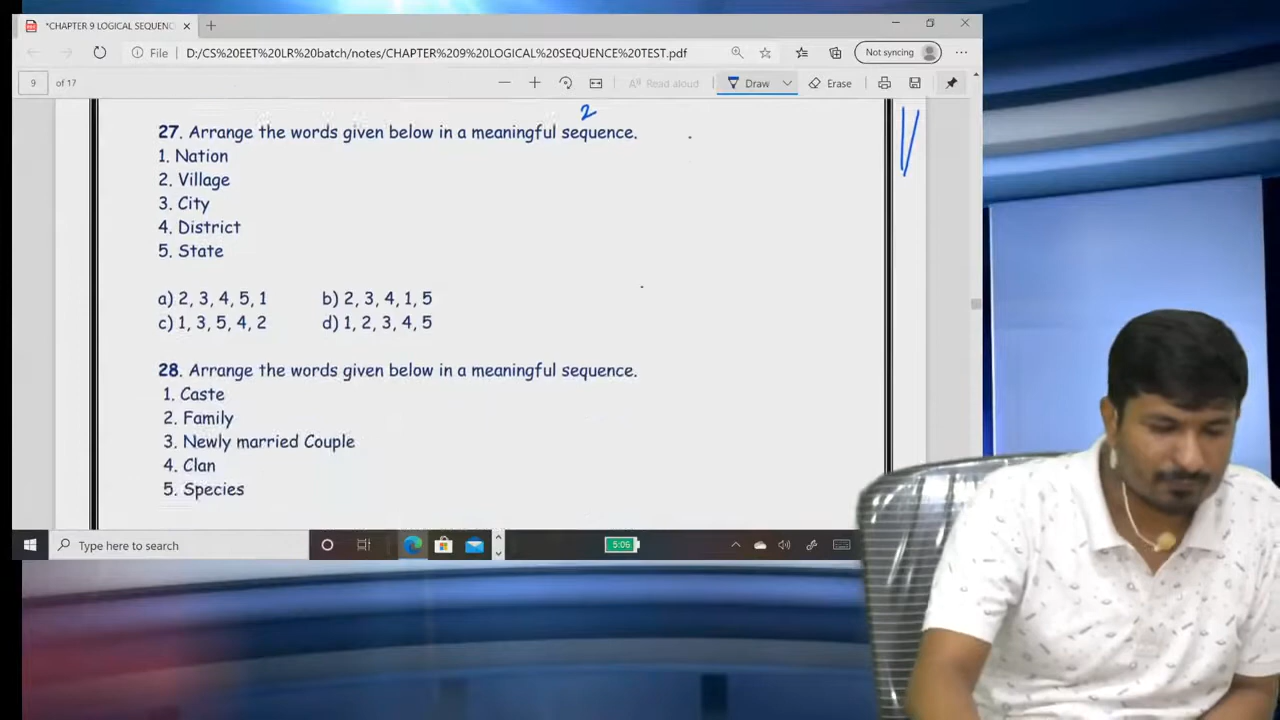 *CHAPTER 9 LOGICAL SEQUENC
File D:/CS%20EET%20LR%20batch/notes/CHAPTER%209%20LOGICAL%20SEQUENCE%20TEST.pdf Not syncing
9 of 17 Read aloud Draw Erase
2
27. Arrange the words given below in a meaningful sequence.
1. Nation
2. Village
3. City
4. District
5. State
a) 2, 3, 4, 5, 1 b) 2, 3, 4, 1, 5
c) 1, 3, 5, 4, 2 d) 1, 2, 3, 4, 5
28. Arrange the words given below in a meaningful sequence.
1. Caste
2. Family
3. Newly married Couple
4. Clan
5. Species
Type here to search 5:06